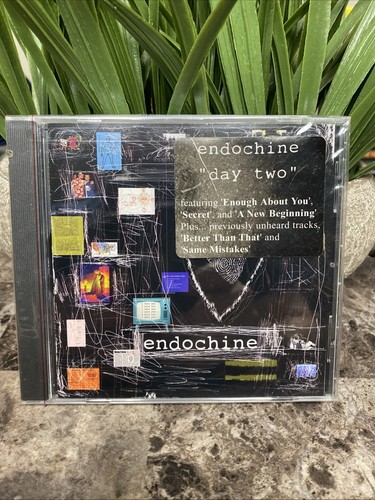 endochine
"day two"
featuring 'Enough About You',
'Secret', and 'A New Beginning'
Plus... previously unheard tracks,
'Better Than That' and
'Same Mistakes'
endochine